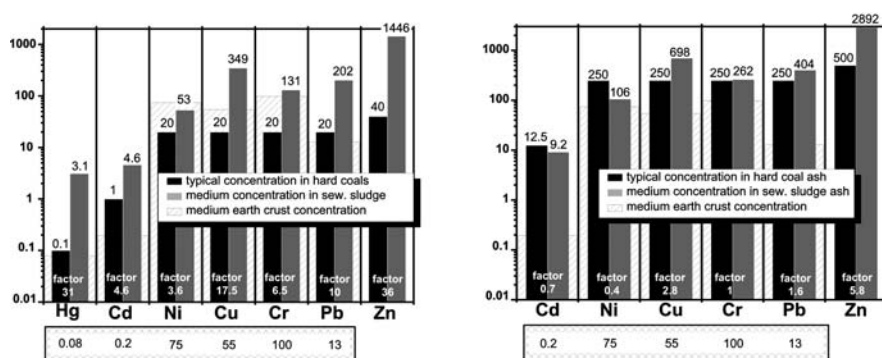 1446
1000
349
202
131
100
53
40
20 20 20 20
10
3.1 4.6
typical concentration in hard coals
medium concentration in sew. sludge
medium earth crust concentration
1
1
0.1
0.1
factor factor factor factor factor factor factor
31 4.6 3.6 17.5 6.5 10 36
0.01
Hg Cd Ni Cu Cr Pb Zn
0.08 0.2 75 55 100 13
2892
1000
698
500
404
250 250 250 262 250
106
100
12.5 9.2
10
typical concentration in hard coal ash
medium concentration in sew. sludge ash
medium earth crust concentration
1
0.1
factor factor factor factor factor factor
0.7 0.4 2.8 1 1.6 5.8
0.01
Cd Ni Cu Cr Pb Zn
0.2 75 55 100 13